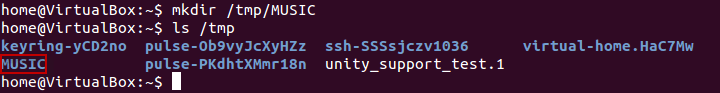 home@VirtualBox:~$ mkdir /tmp/MUSIC
home@VirtualBox:~$ ls /tmp
keyring-yCD2no pulse-Ob9vyJcXyHZz ssh-SSSsjczv1036 virtual-home.HaC7Mw
MUSIC pulse-PKdhtXMmr18n unity_support_test.1
home@VirtualBox:~$